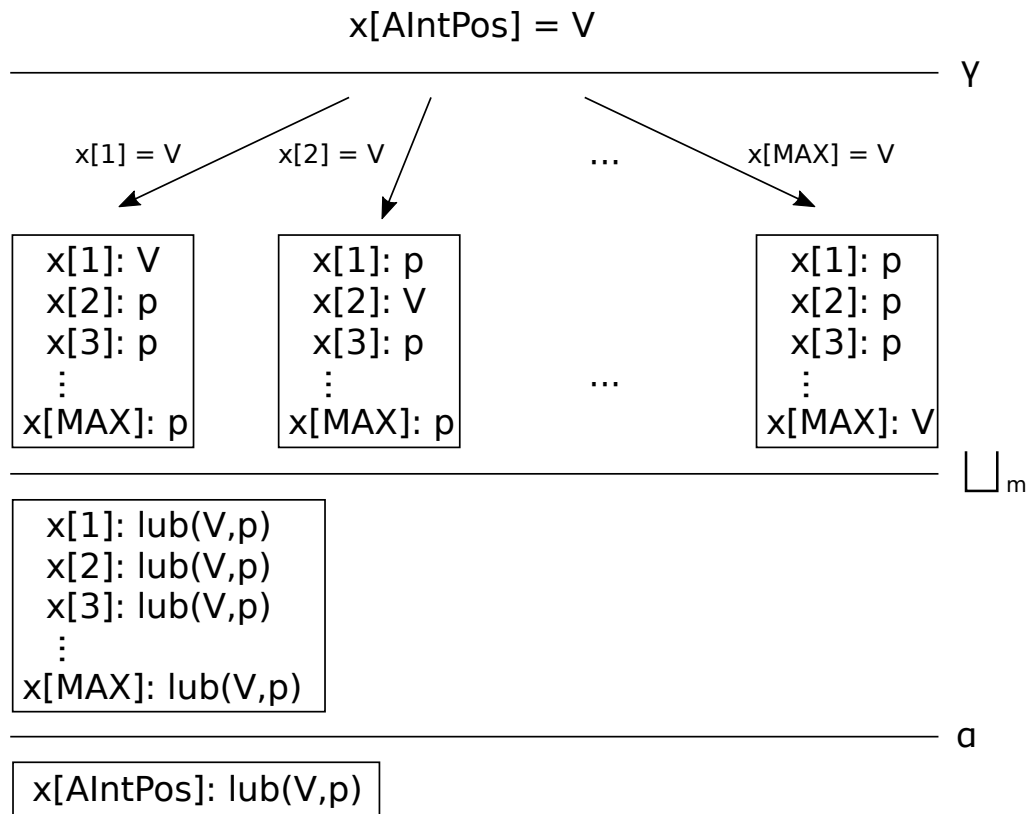 x[AIntPos] = V
γ
x[1] = V
x[2] = V
...
x[MAX] = V
x[1]: V
x[2]: p
x[3]: p
⋮
x[MAX]: p
x[1]: p
x[2]: V
x[3]: p
⋮
x[MAX]: p
...
x[1]: p
x[2]: p
x[3]: p
⋮
x[MAX]: V
⊔m
x[1]: lub(V,p)
x[2]: lub(V,p)
x[3]: lub(V,p)
⋮
x[MAX]: lub(V,p)
α
x[AIntPos]: lub(V,p)